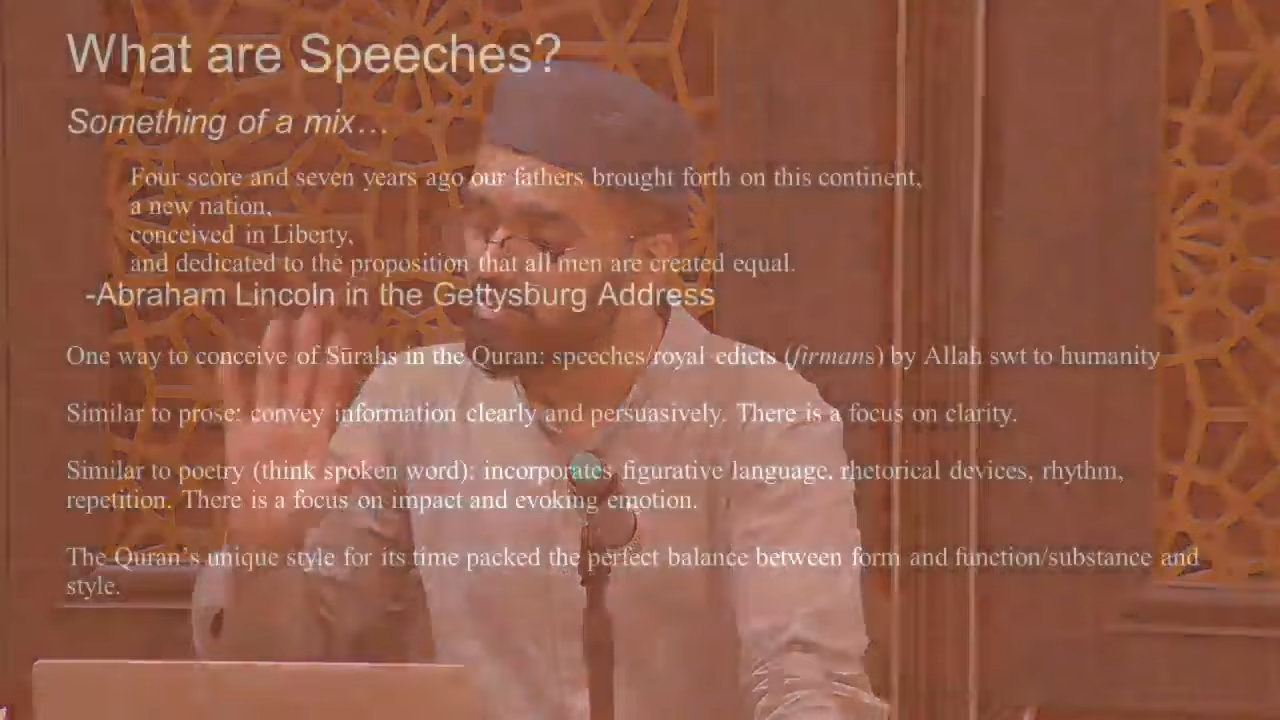 What are Speeches?
Something of a mix…
Four score and seven years ago our fathers brought forth on this continent,
a new nation,
conceived in Liberty,
and dedicated to the proposition that all men are created equal.
-Abraham Lincoln in the Gettysburg Address
One way to conceive of Sūrahs in the Quran: speeches/royal edicts (firmans) by Allah swt to humanity
Similar to prose: convey information clearly and persuasively. There is a focus on clarity.
Similar to poetry (think spoken word): incorporates figurative language, rhetorical devices, rhythm,
repetition. There is a focus on impact and evoking emotion.
The Quran’s unique style for its time packed the perfect balance between form and function/substance and
style.